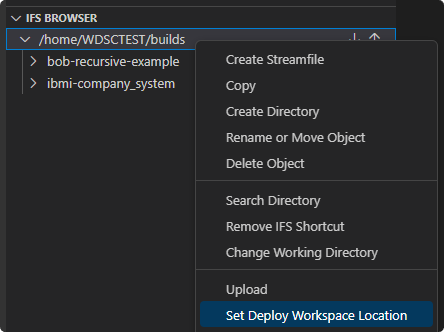 IFS BROWSER
/home/WDSCTEST/builds
bob-recursive-example
ibmi-company_system
Create Streamfile
Copy
Create Directory
Rename or Move Object
Delete Object
Search Directory
Remove IFS Shortcut
Change Working Directory
Upload
Set Deploy Workspace Location